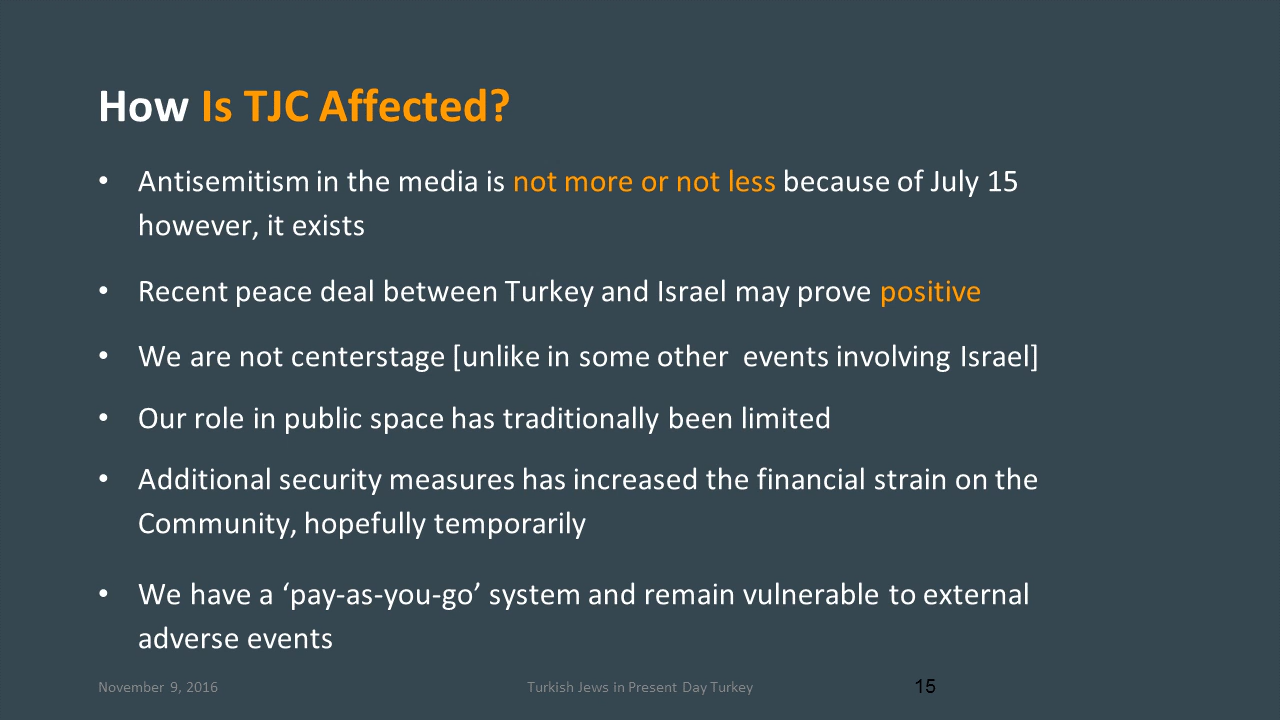 How Is TJC Affected?
• Antisemitism in the media is not more or not less because of July 15
however, it exists
• Recent peace deal between Turkey and Israel may prove positive
• We are not centerstage [unlike in some other  events involving Israel]
• Our role in public space has traditionally been limited
• Additional security measures has increased the financial strain on the
Community, hopefully temporarily
• We have a ‘pay-as-you-go’ system and remain vulnerable to external
adverse events
November 9, 2016 Turkish Jews in Present Day Turkey 15